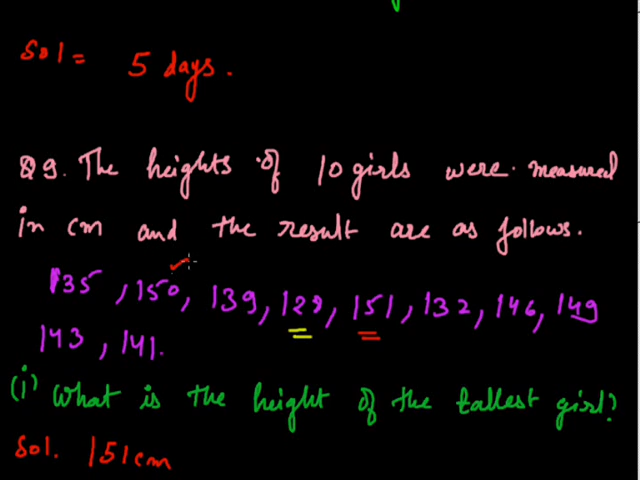 Sol = 5 days.
Q9. The heights of 10 girls were measured
in cm and the result are as follows.
135, 150, 139, 129, 151, 132, 146, 149
143, 141.
(i) What is the height of the tallest girl?
Sol. 151cm